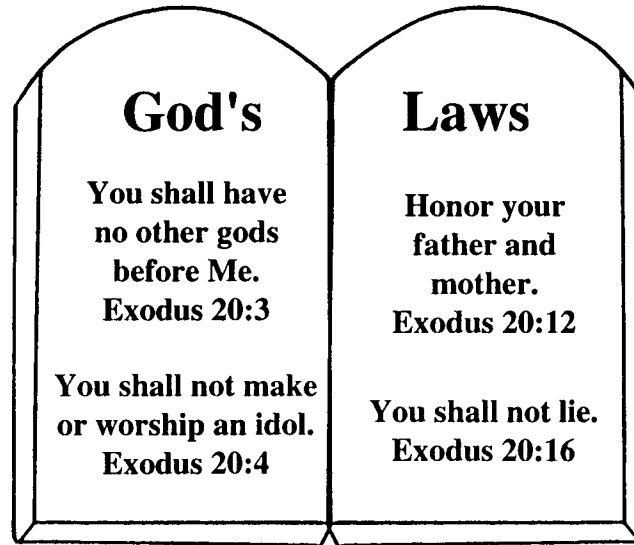 God's Laws
You shall have
no other gods
before Me.
Exodus 20:3
You shall not make
or worship an idol.
Exodus 20:4
Honor your
father and
mother.
Exodus 20:12
You shall not lie.
Exodus 20:16